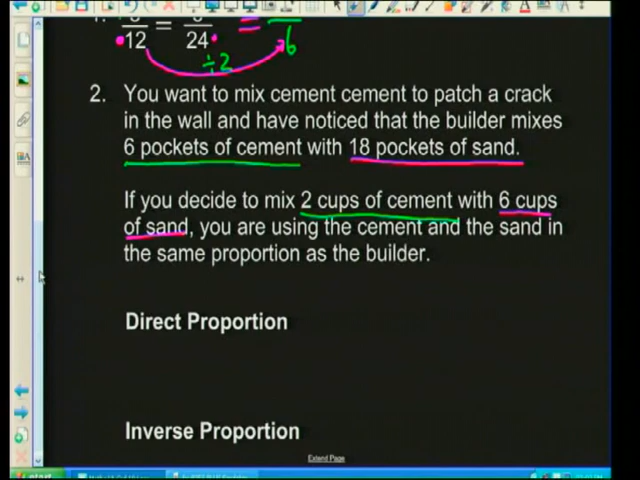 12 = 24 = 6
÷2
2. You want to mix cement cement to patch a crack
in the wall and have noticed that the builder mixes
6 pockets of cement with 18 pockets of sand.
If you decide to mix 2 cups of cement with 6 cups
of sand, you are using the cement and the sand in
the same proportion as the builder.
Direct Proportion
Inverse Proportion
Extend Page
start